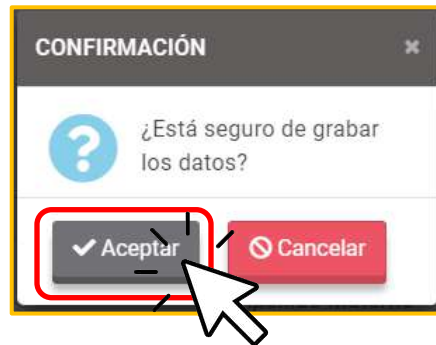 CONFIRMACIÓN
¿Está seguro de grabar
los datos?
Aceptar
Cancelar